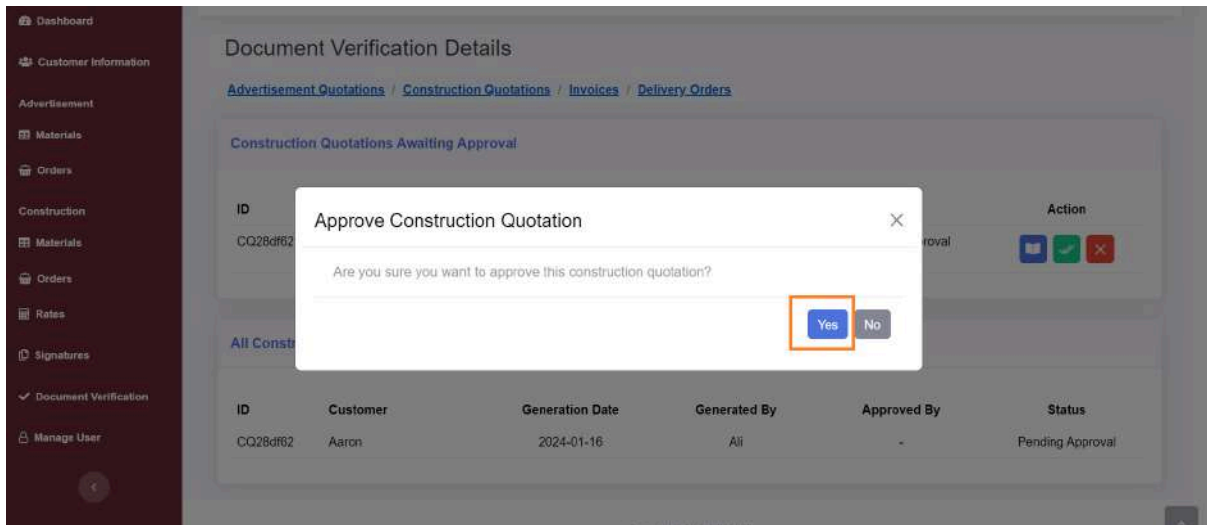 Dashboard
Customer Information
Advertisement
Materials
Orders
Construction
Materials
Orders
Rates
Signatures
Document Verification
Manage User
Document Verification Details
Advertisement Quotations / Construction Quotations / Invoices / Delivery Orders
Construction Quotations Awaiting Approval
ID Action
CQ28df62 roval
Approve Construction Quotation
Are you sure you want to approve this construction quotation?
Yes No
All Constr
ID Customer Generation Date Generated By Approved By Status
CQ28df62 Aaron 2024-01-16 Ali - Pending Approval